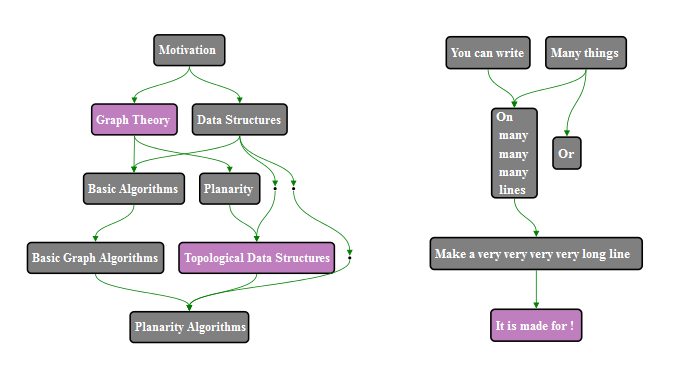 Motivation
Graph Theory
Data Structures
Basic Algorithms
Planarity
Basic Graph Algorithms
Topological Data Structures
Planarity Algorithms
You can write
Many things
On
many
many
many
lines
Or
Make a very very very very long line
It is made for !